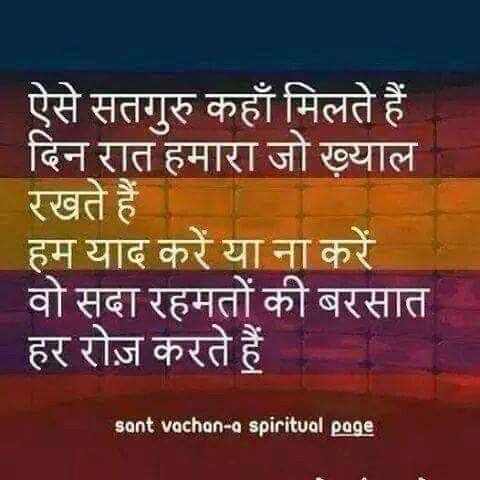 ऐसे सतगुरु कहाँ मिलते हैं
दिन रात हमारा जो ख़्याल
रखते हैं
हम याद करें या ना करें
वो सदा रहमतों की बरसात
हर रोज़ करते हैं
sant vachan-a spiritual page